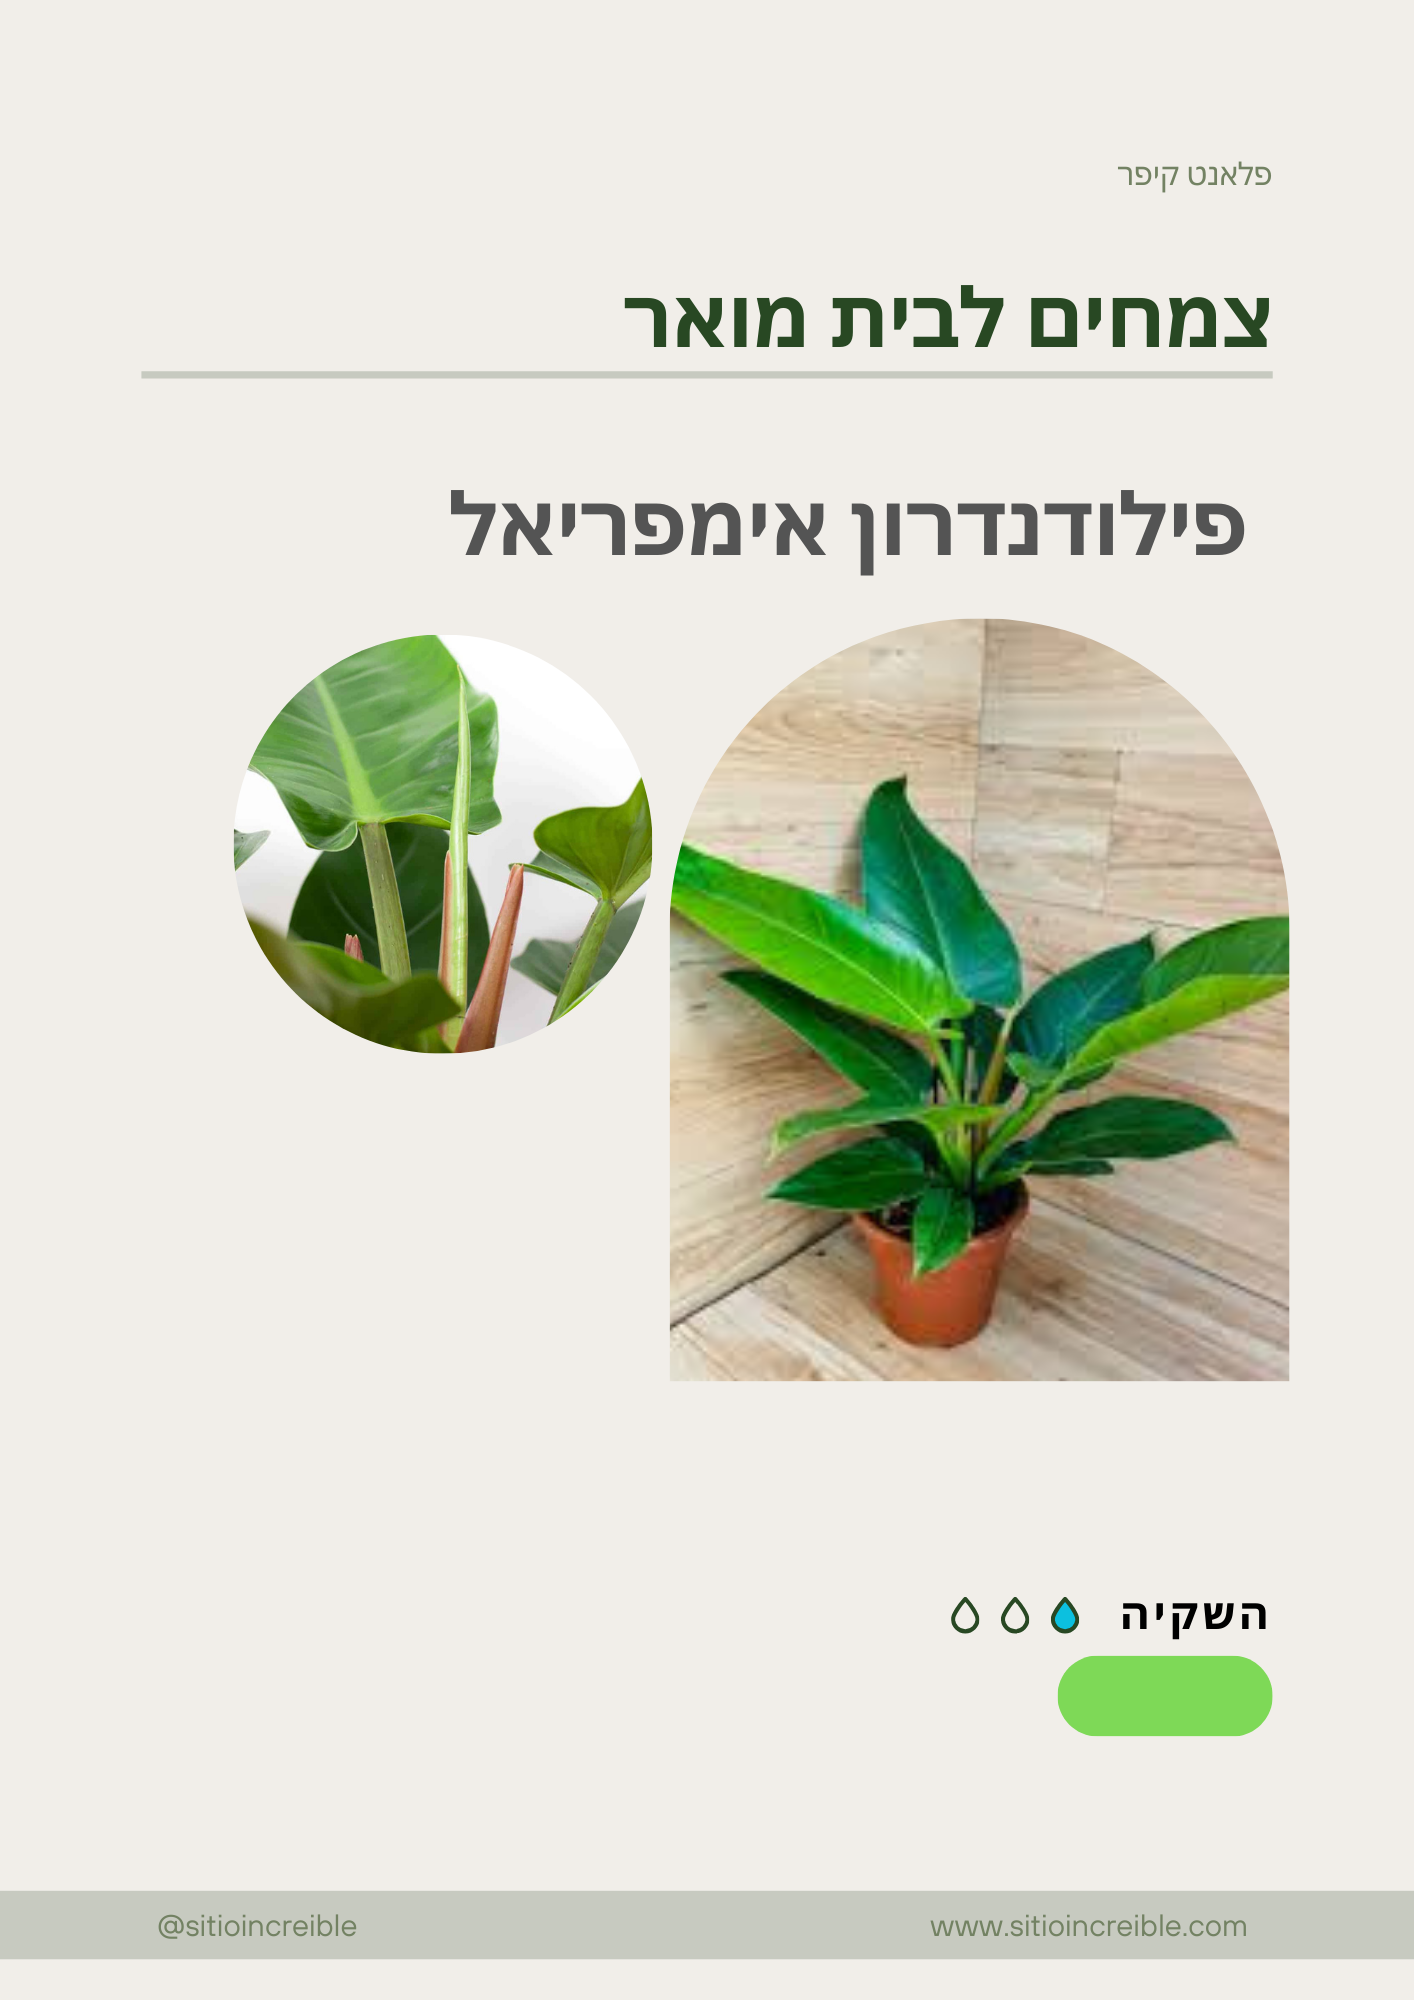 פלאנט קיפר
צמחים לבית מואר
פילודנדרון אימפריאל
השקיה
@sitioincreible
www.sitioincreible.com